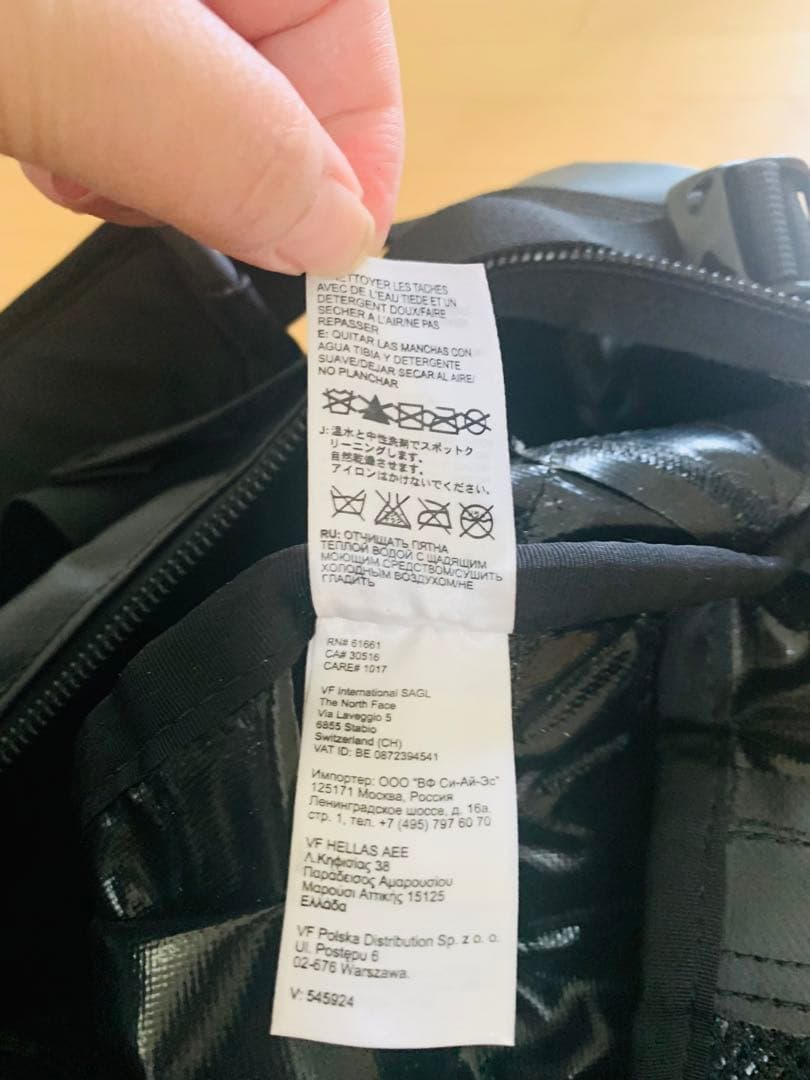 TTOYER LES TACHES
AVEC DE L'EAU TIEDE ET UN
DETERGENT DOUX/FAIRE
SECHER A L'AIR/NE PAS
REPASSER
E: QUITAR LAS MANCHAS CON
AGUA TIBIA Y DETERGENTE
SUAVE/DEJAR SECAR AL AIRE/
NO PLANCHAR
J: 温水と中性洗剤でスポットク
リーニングします。
自然乾燥させます。
アイロンはかけないでください。
RU: ОТЧИЩАТЬ ПЯТНА
ТЕПЛОЙ ВОДОЙ С ЩАДЯЩИМ
МОЮЩИМ СРЕДСТВОМ/СУШИТЬ
ХОЛОДНЫМ ВОЗДУХОМ/НЕ
ГЛАДИТЬ
RN# 61661
CA# 30516
CARE# 1017
VF International SAGL
The North Face
Via Laveggio 5
6855 Stabio
Switzerland (CH)
VAT ID: BE 0872394541
Импортер: ООО "ВФ Си-Ай-Эс"
125171 Москва, Россия
Ленинградское шоссе, д. 16а,
стр. 1, тел. +7 (495) 797 60 70
VF HELLAS AEE
Λ.Κηφισίας 38
Παράδεισος Αμαρουσίου
Μαρούσι Αττικής 15125
Ελλάδα
VF Polska Distribution Sp. z o. o.
Ul. Postępu 6
02-676 Warszawa.
V: 545924